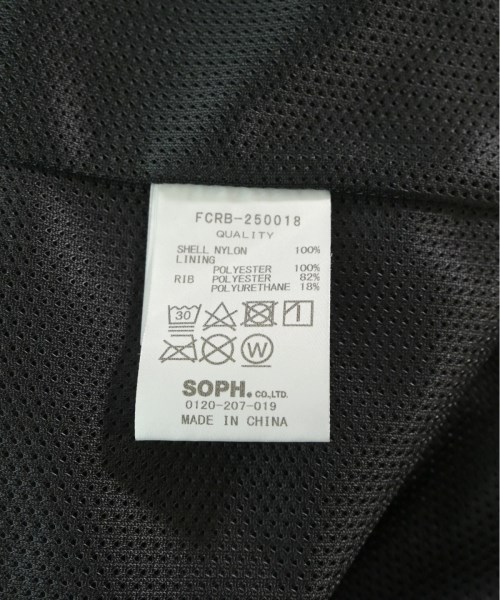 FCRB-250018
QUALITY
SHELL NYLON 100%
LINING
POLYESTER 100%
RIB POLYESTER 82%
POLYURETHANE 18%
30
W
SOPH. CO.,LTD.
0120-207-019
MADE IN CHINA